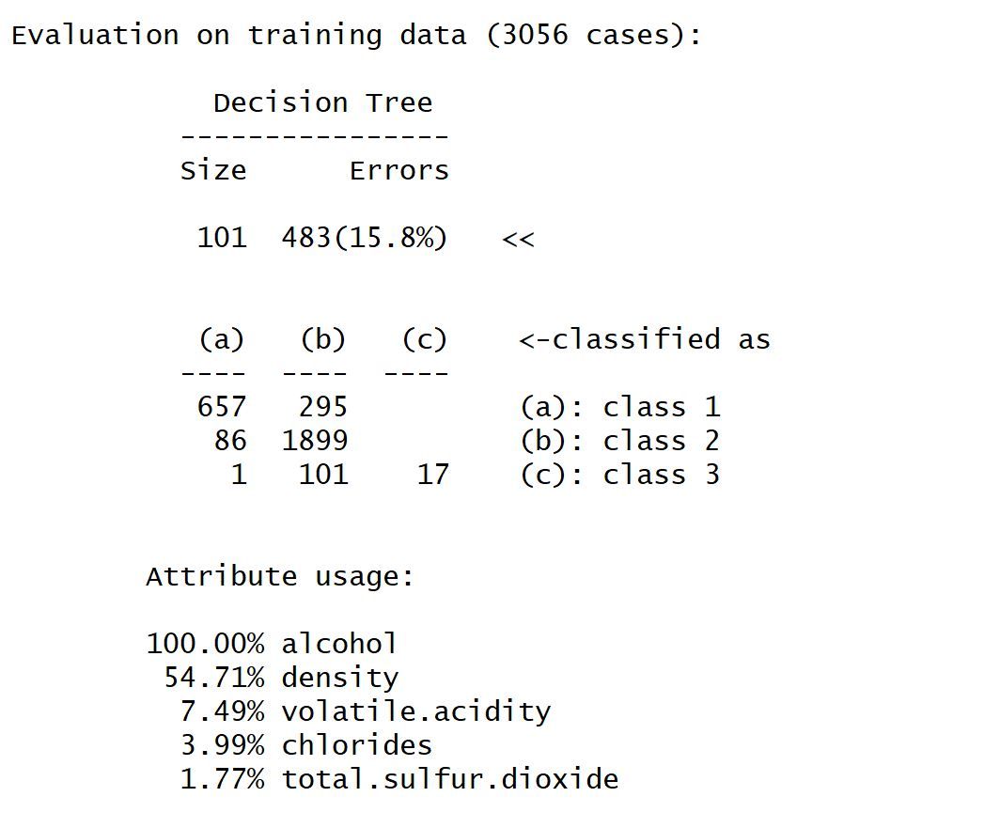 Evaluation on training data (3056 cases):
Decision Tree
----------------
Size      Errors
101  483(15.8%)   <<
(a)   (b)   (c)    <-classified as
----  ----  ----
657   295          (a): class 1
86  1899          (b): class 2
1   101    17    (c): class 3
Attribute usage:
100.00% alcohol
54.71% density
7.49% volatile.acidity
3.99% chlorides
1.77% total.sulfur.dioxide